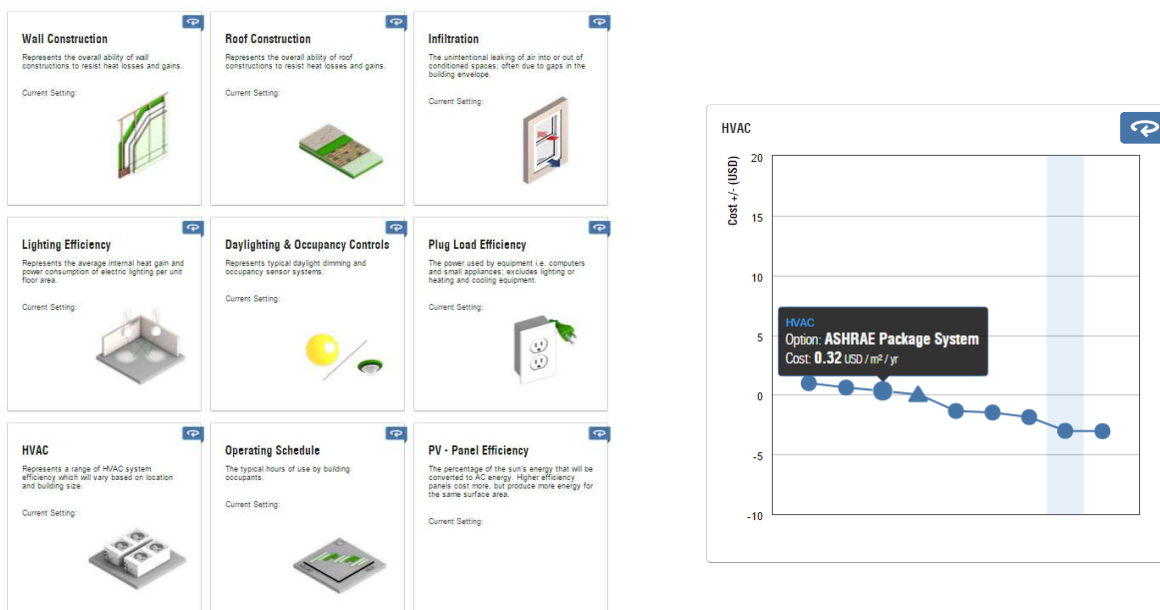 Wall Construction
Represents the overall ability of wall
constructions to resist heat losses and gains.
Current Setting:
Roof Construction
Represents the overall ability of roof
constructions to resist heat losses and gains.
Current Setting:
Infiltration
The unintentional leaking of air into or out of
conditioned spaces; often due to gaps in the
building envelope.
Current Setting:
Lighting Efficiency
Represents the average internal heat gain and
power consumption of electric lighting per unit
floor area.
Current Setting:
Daylighting & Occupancy Controls
Represents typical daylight dimming and
occupancy sensor systems.
Current Setting:
Plug Load Efficiency
The power used by equipment i.e. computers
and small appliances; excludes lighting or
heating and cooling equipment.
Current Setting:
HVAC
Represents a range of HVAC system
efficiency which will vary based on location
and building size.
Current Setting:
Operating Schedule
The typical hours of use by building
occupants.
Current Setting:
PV - Panel Efficiency
The percentage of the sun's energy that will be
converted to AC energy. Higher efficiency
panels cost more, but produce more energy for
the same surface area.
Current Setting:
HVAC
Cost +/- (USD)
20
15
10
5
0
-5
-10
HVAC
Option: ASHRAE Package System
Cost: 0.32 USD / m² / yr